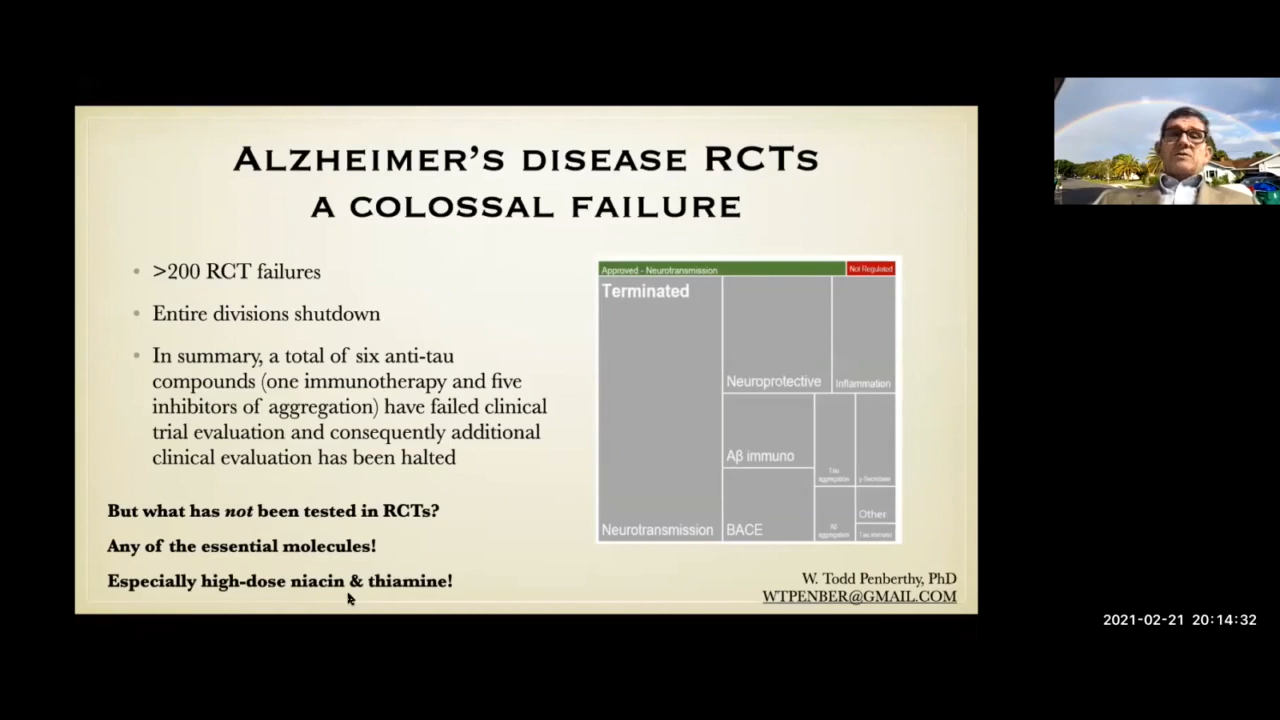 ALZHEIMER'S DISEASE RCTS
A COLOSSAL FAILURE
• >200 RCT failures
• Entire divisions shutdown
• In summary, a total of six anti-tau
compounds (one immunotherapy and five
inhibitors of aggregation) have failed clinical
trial evaluation and consequently additional
clinical evaluation has been halted
But what has not been tested in RCTs?
Any of the essential molecules!
Especially high-dose niacin & thiamine!
Approved - Neurotransmission
Not Regulated
Terminated
Neuroprotective
Inflammation
Aβ immuno
Tau
aggregation
γ-Secretase
Neurotransmission
BACE
Aβ
aggregation
Other
Tau immuno
W. Todd Penberthy, PhD
WTPENBER@GMAIL.COM
2021-02-21 20:14:32